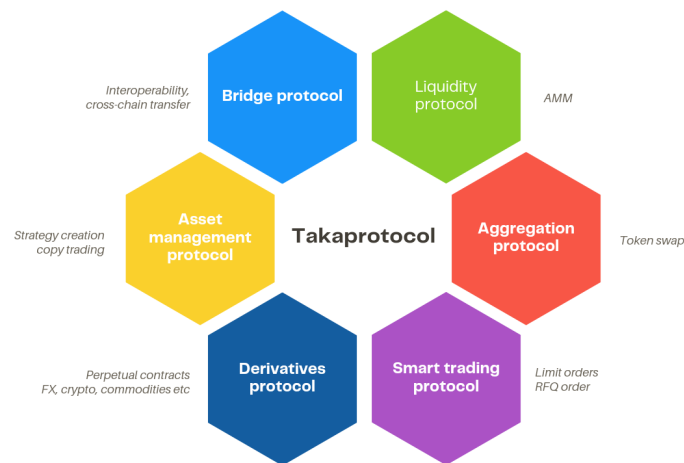 Interoperability,
cross-chain transfer
Bridge protocol
Liquidity
protocol
AMM
Strategy creation
copy trading
Asset
management
protocol
Takaprotocol
Aggregation
protocol
Token swap
Perpetual contracts
FX, crypto, commodities etc
Derivatives
protocol
Smart trading
protocol
Limit orders
RFQ order